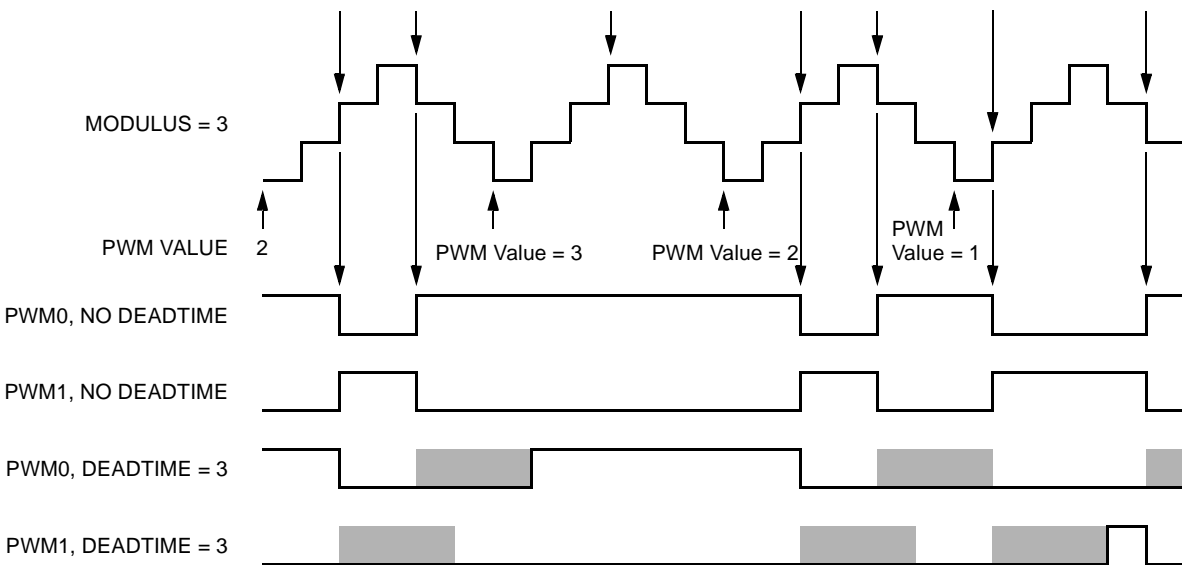 MODULUS = 3
PWM VALUE 2
PWM Value = 3
PWM Value = 2
PWM
Value = 1
PWM0, NO DEADTIME
PWM1, NO DEADTIME
PWM0, DEADTIME = 3
PWM1, DEADTIME = 3